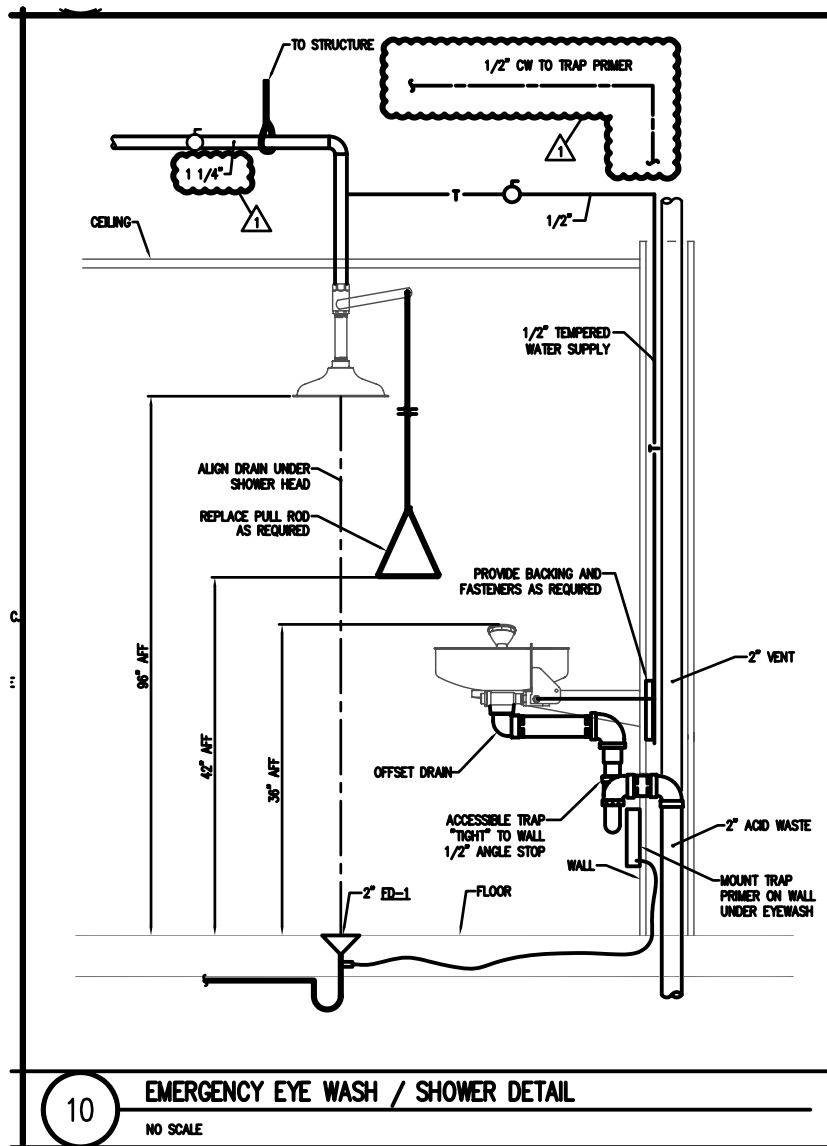 TO STRUCTURE
1/2" CW TO TRAP PRIMER
1
1 1/4"
1
T
1/2"
CEILING
1/2" TEMPERED
WATER SUPPLY
T
ALIGN DRAIN UNDER
SHOWER HEAD
REPLACE PULL ROD
AS REQUIRED
PROVIDE BACKING AND
FASTENERS AS REQUIRED
96" AFF
42" AFF
36" AFF
2" VENT
OFFSET DRAIN
ACCESSIBLE TRAP
"TIGHT" TO WALL
1/2" ANGLE STOP
2" ACID WASTE
WALL
MOUNT TRAP
PRIMER ON WALL
UNDER EYEWASH
2" FD-1
FLOOR
10
EMERGENCY EYE WASH / SHOWER DETAIL
NO SCALE